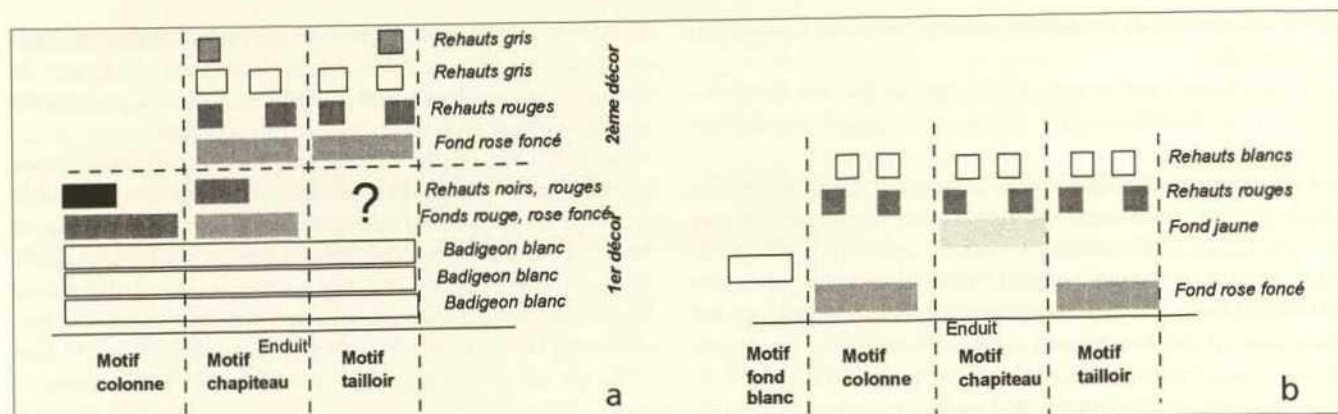 Rehauts gris
Rehauts gris
Rehauts rouges
Fond rose foncé
2ème décor
?
Rehauts noirs, rouges
Fonds rouge, rose foncé
Badigeon blanc
Badigeon blanc
Badigeon blanc
1er décor
Enduit
Motif colonne
Motif chapiteau
Motif tailloir
a
Rehauts blancs
Rehauts rouges
Fond jaune
Fond rose foncé
Enduit
Motif fond blanc
Motif colonne
Motif chapiteau
Motif tailloir
b